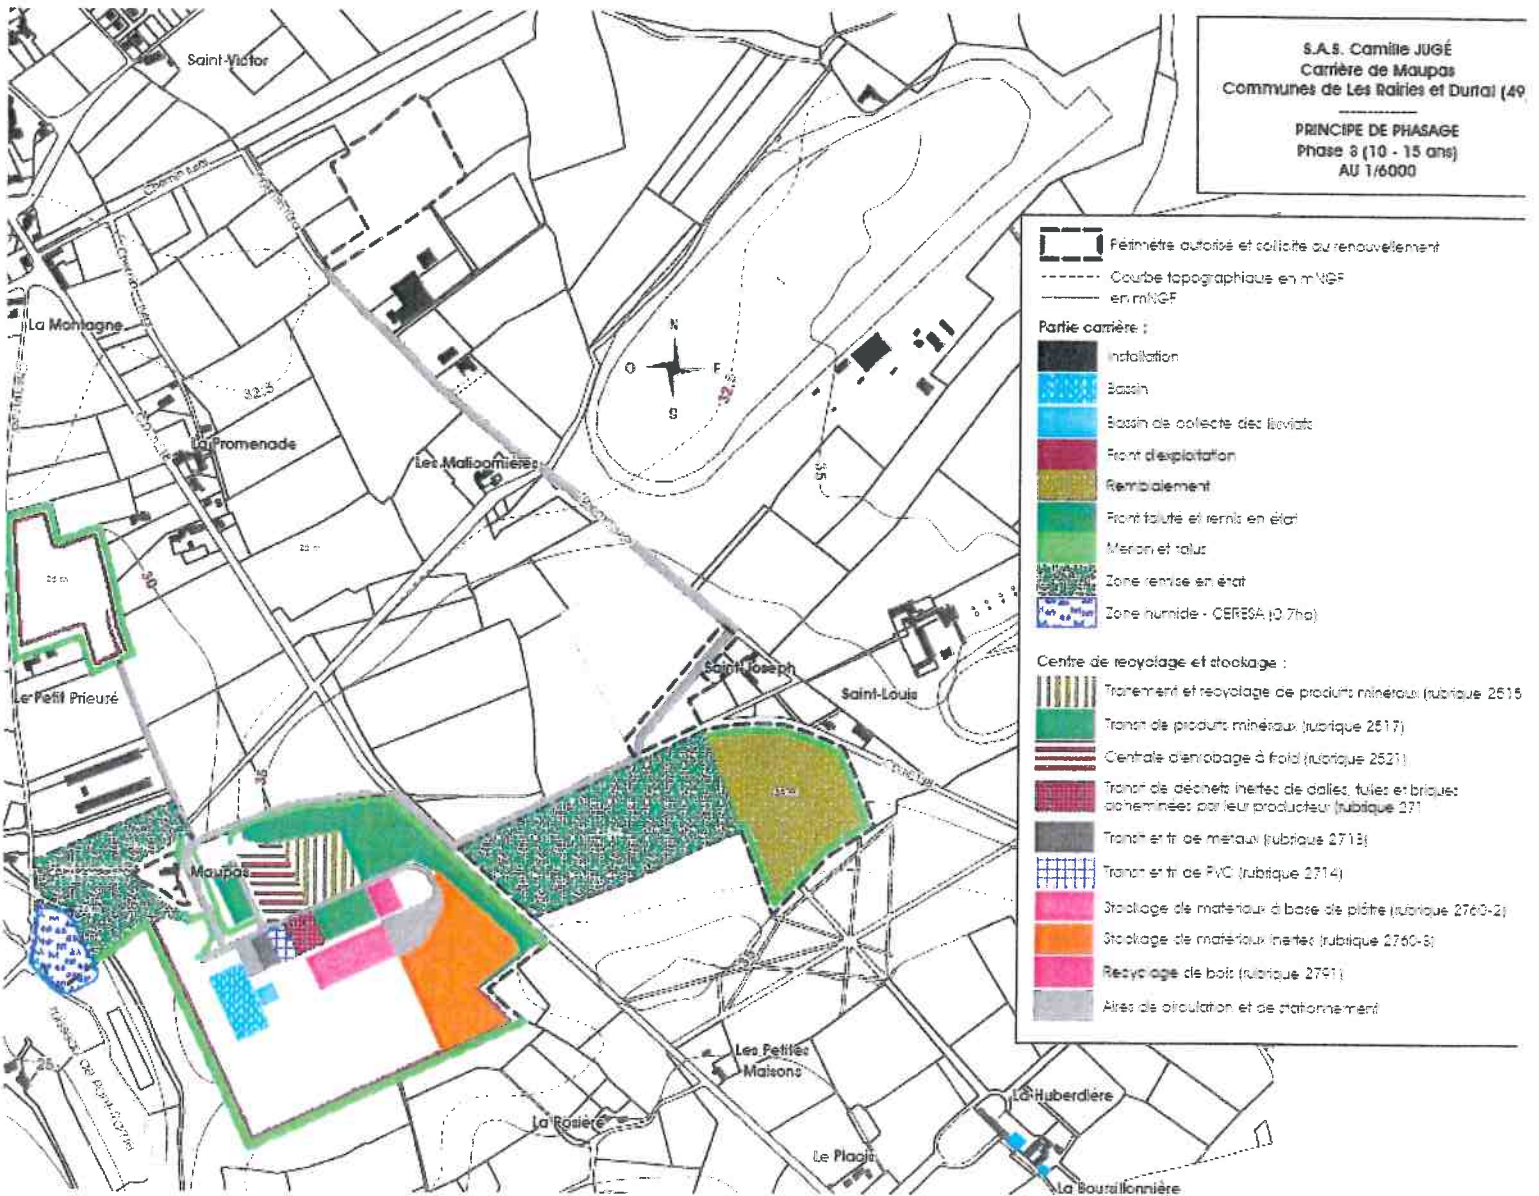 S.A.S. Camille JUGÉ
Carrière de Maupas
Communes de Les Rairies et Durtal (49
PRINCIPE DE PHASAGE
Phase 3 (10 - 15 ans)
AU 1/6000
Périmètre autorisé et sollicité au renouvellement
Courbe topographique en mNGF
en mNGF
Partie carrière :
Installation
Bassin
Bassin de collecte des lixiviats
Front d'exploitation
Remblaiement
Front taluté et remis en état
Merlon et talus
Zone remise en état
Zone humide - CERESA (0.7ha)
Centre de recyclage et stockage :
Traitement et recyclage de produits minéraux (rubrique 2515
Transit de produits minéraux (rubrique 2517)
Centrale d'enrobage à froid (rubrique 2521)
Transit de déchets inertes de dalles, tuiles et briques
acheminées par leur producteur (rubrique 271
Transit et tri de métaux (rubrique 2713)
Transit et tri de PVC (rubrique 2714)
Stockage de matériaux à base de plâtre (rubrique 2760-2)
Stockage de matériaux inertes (rubrique 2760-3)
Recyclage de bois (rubrique 2791)
Aires de circulation et de stationnement
Saint-Victor
Chemin rural
La Montagne
32.5
La Promenade
Les Malicornières
N
O
E
S
32.5
35
30
25 m
Le Petit Prieuré
Saint-Joseph
Saint-Louis
35
Maupas
35
25
Les Petites
Maisons
La Rosière
La Huberdière
Le Plagis
La Boursillonnière